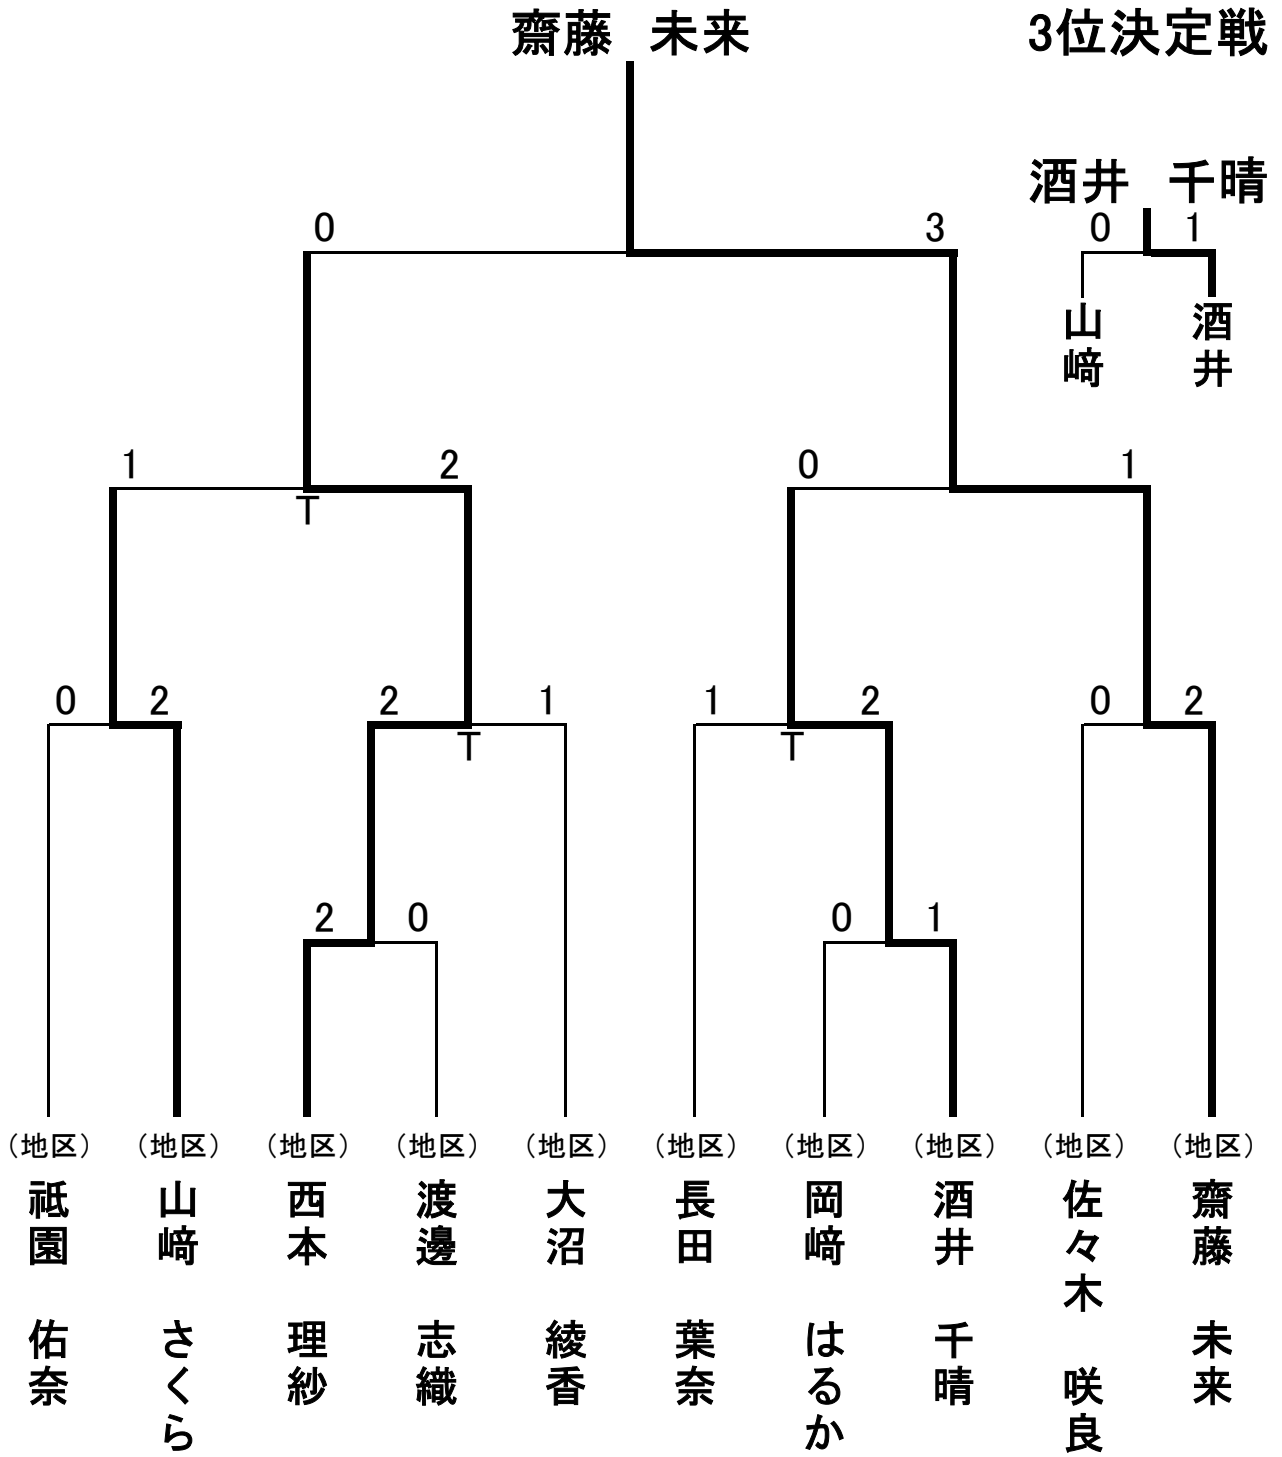 齋藤　未来
3位決定戦
酒井　千晴
0 3
0 1
山﨑
酒井
1 2 0 1
T
0 2 2 1 1 2 0 2
T T
2 0 0 1
（地区） （地区） （地区） （地区） （地区） （地区） （地区） （地区） （地区） （地区）
祗園　佑奈
山﨑　さくら
西本　理紗
渡邊　志織
大沼　綾香
長田　葉奈
岡﨑　はるか
酒井　千晴
佐々木　咲良
齋藤　未来